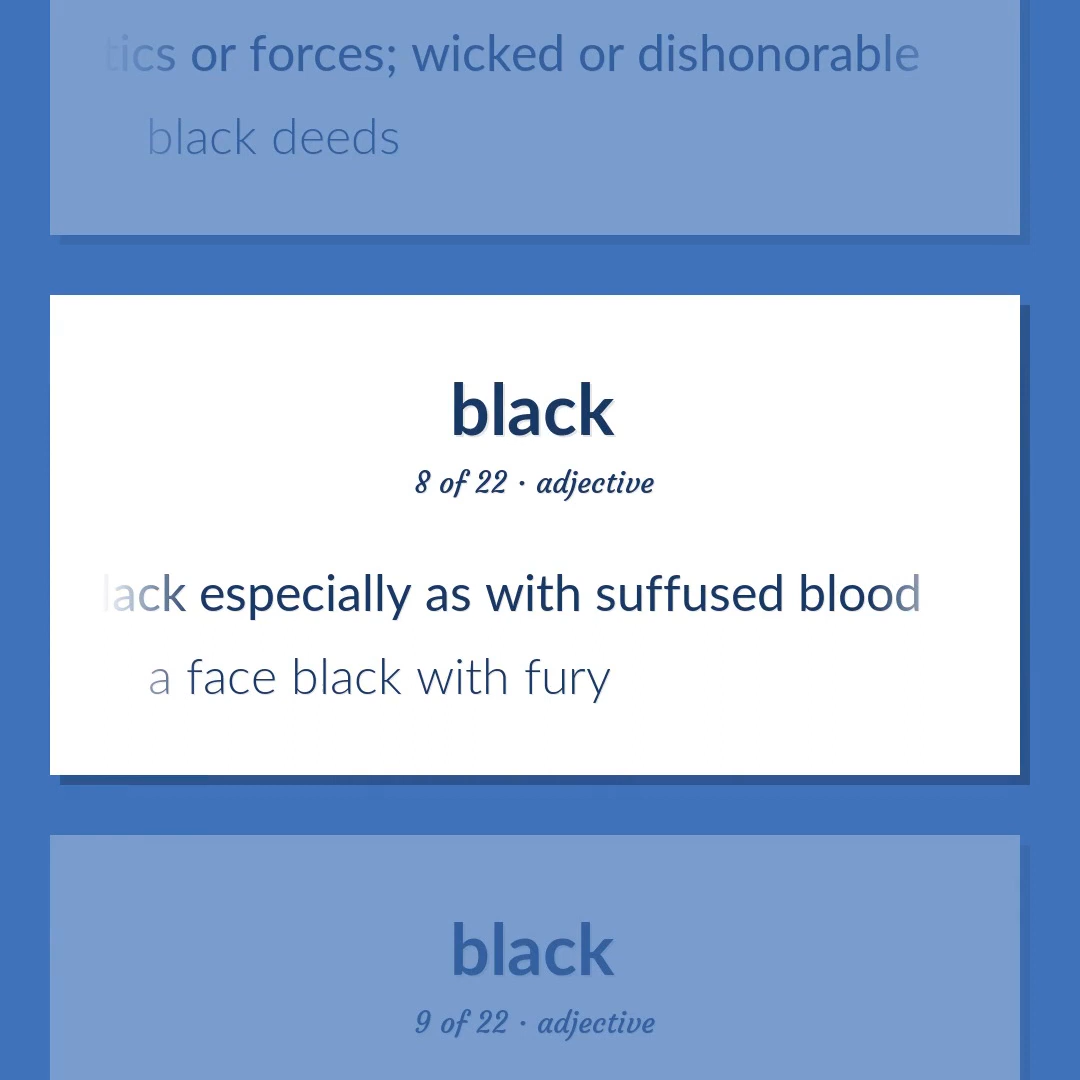 tics or forces; wicked or dishonorable
black deeds
black
8 of 22 · adjective
lack especially as with suffused blood
a face black with fury
black
9 of 22 · adjective